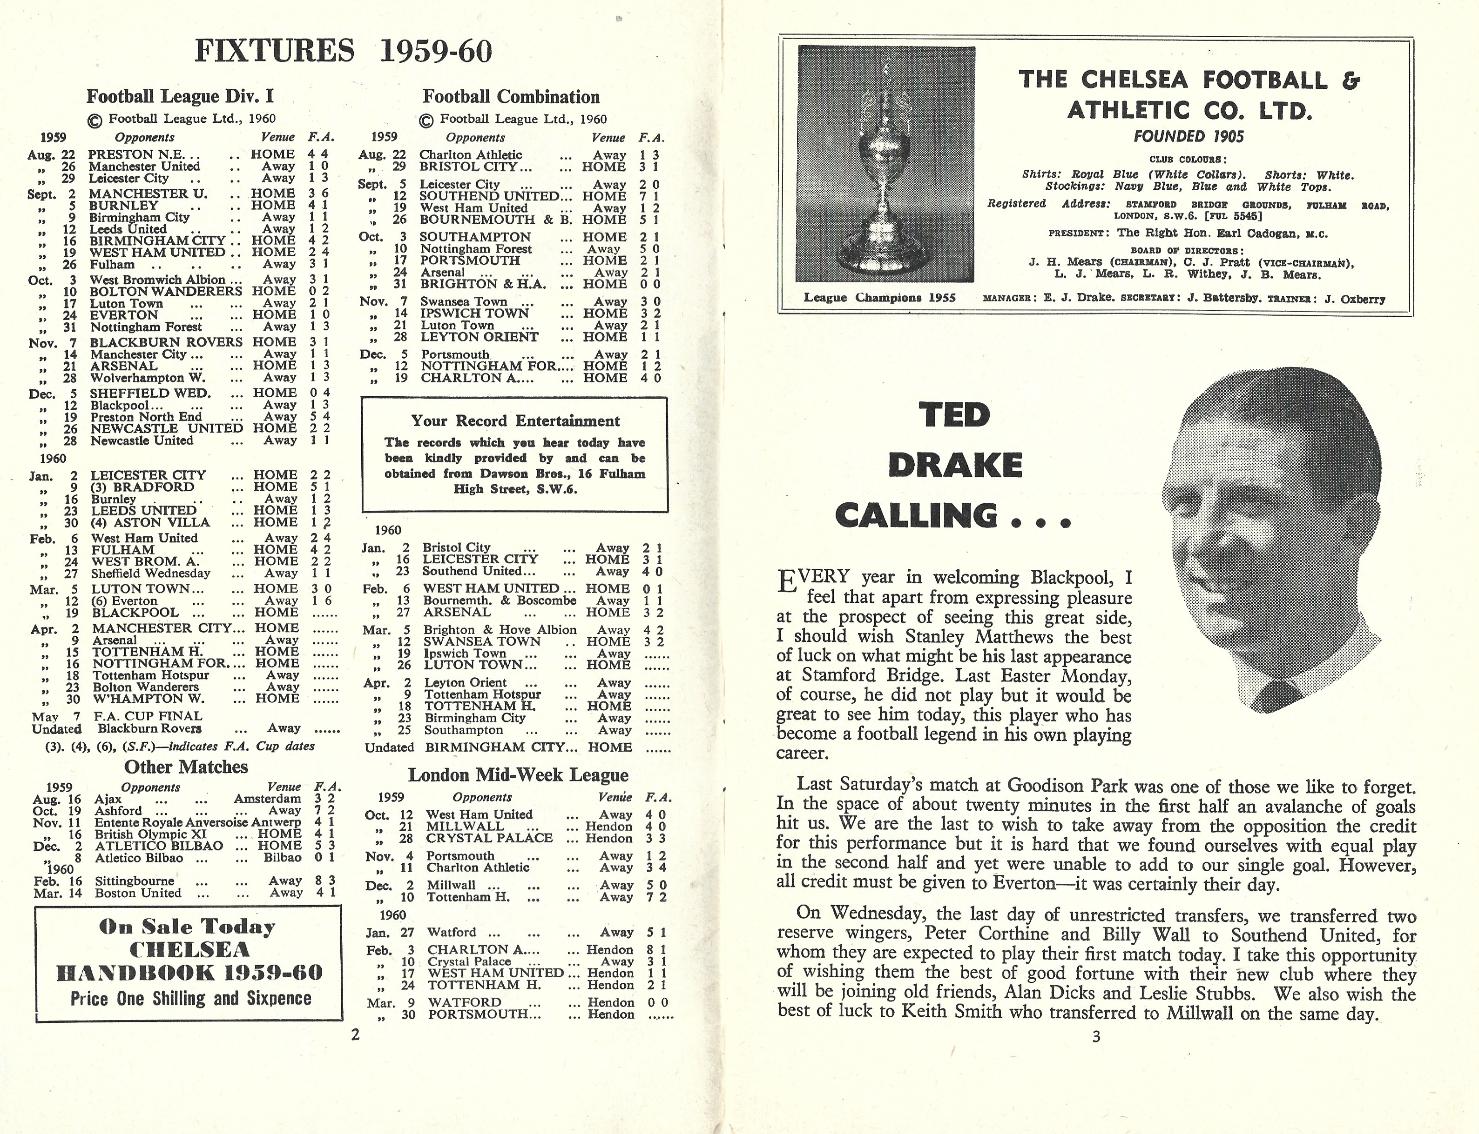 FIXTURES 1959-60
Football League Div. I
© Football League Ltd., 1960
1959 Opponents Venue F. A.
Aug. 22 PRESTON N.E. .. .. HOME 4 4
„ 26 Manchester United .. Away 1 0
„ 29 Leicester City .. .. Away 1 3
Sept. 2 MANCHESTER U. .. HOME 3 6
„ 5 BURNLEY .. .. HOME 4 1
„ 9 Birmingham City .. Away 1 1
„ 12 Leeds United .. .. Away 1 2
„ 16 BIRMINGHAM CITY .. HOME 4 2
„ 19 WEST HAM UNITED .. HOME 2 4
„ 26 Fulham .. .. .. Away 3 1
Oct. 3 West Bromwich Albion ... Away 3 1
„ 10 BOLTON WANDERERS HOME 0 2
„ 17 Luton Town ... ... Away 2 1
„ 24 EVERTON ... ... HOME 1 0
„ 31 Nottingham Forest ... Away 1 3
Nov. 7 BLACKBURN ROVERS HOME 3 1
„ 14 Manchester City ... ... Away 1 1
„ 21 ARSENAL ... ... HOME 1 3
„ 28 Wolverhampton W. ... Away 1 3
Dec. 5 SHEFFIELD WED. ... HOME 0 4
„ 12 Blackpool... ... ... Away 1 3
„ 19 Preston North End ... Away 5 4
„ 26 NEWCASTLE UNITED HOME 2 2
„ 28 Newcastle United ... Away 1 1
1960
Jan. 2 LEICESTER CITY ... HOME 2 2
„ 9 (3) BRADFORD ... HOME 5 1
„ 16 Burnley . .. .. Away 1 2
„ 23 LEEDS UNITED ... HOME 1 3
„ 30 (4) ASTON VILLA ... HOME 1 2
Feb. 6 West Ham United ... Away 2 4
„ 13 FULHAM ... ... HOME 4 2
„ 24 WEST BROM. A. ... HOME 2 2
„ 27 Sheffield Wednesday ... Away 1 1
Mar. 5 LUTON TOWN... ... HOME 3 0
„ 12 (6) Everton ... ... Away 1 6
„ 19 BLACKPOOL ... ... HOME ......
Apr. 2 MANCHESTER CITY... HOME ......
„ 9 Arsenal ... ... Away ......
„ 15 TOTTENHAM H. ... HOME ......
„ 16 NOTTINGHAM FOR.... HOME ......
„ 18 Tottenham Hotspur ... Away ......
„ 23 Bolton Wanderers ... Away ......
„ 30 W'HAMPTON W. ... HOME ......
May 7 F.A. CUP FINAL
Undated Blackburn Rovers ... Away ......
(3). (4), (6), (S.F.)—indicates F.A. Cup dates
Other Matches
1959 Opponents Venue F. A.
Aug. 16 Ajax ... ... Amsterdam 3 2
Oct. 19 Ashford ... ... Away 7 2
Nov. 11 Entente Royale Anversoise Antwerp 4 1
„ 16 British Olympic XI ... HOME 4 1
Dec. 2 ATLETICO BILBAO ... HOME 5 3
„ 8 Atletico Bilbao ... ... Bilbao 0 1
1960
Feb. 16 Sittingbourne ... ... Away 8 3
Mar. 14 Boston United ... ... Away 4 1
On Sale Today
CHELSEA
HANDBOOK 1959-60
Price One Shilling and Sixpence
Football Combination
© Football League Ltd., 1960
1959 Opponents Venue F. A.
Aug. 22 Charlton Athletic ... Away 1 3
„ 29 BRISTOL CITY... ... HOME 3 1
Sept. 5 Leicester City ... Away 2 0
„ 12 SOUTHEND UNITED... HOME 7 1
„ 19 West Ham United ... Away 1 2
„ 26 BOURNEMOUTH & B. HOME 5 1
Oct. 3 SOUTHAMPTON ... HOME 2 1
„ 10 Nottingham Forest ... Away 5 0
„ 17 PORTSMOUTH ... HOME 2 1
„ 24 Arsenal ... ... ... Away 2 1
„ 31 BRIGHTON & H.A. ... HOME 0 0
Nov. 7 Swansea Town ... ... Away 3 0
„ 14 IPSWICH TOWN ... HOME 3 2
„ 21 Luton Town ... ... Away 2 1
„ 28 LEYTON ORIENT ... HOME 1 1
Dec. 5 Portsmouth ... ... Away 2 1
„ 12 NOTTINGHAM FOR.... HOME 1 2
„ 19 CHARLTON A.... ... HOME 4 0
Your Record Entertainment
The records which you hear today have
been kindly provided by and can be
obtained from Dawson Bros., 16 Fulham
High Street, S.W.6.
1960
Jan. 2 Bristol City ... ... Away 2 1
„ 16 LEICESTER CITY ... HOME 3 1
„ 23 Southend United... ... Away 4 0
Feb. 6 WEST HAM UNITED ... HOME 0 1
„ 13 Bournemth. & Boscombe Away 1 1
„ 27 ARSENAL ... ... HOME 3 2
Mar. 5 Brighton & Hove Albion Away 4 2
„ 12 SWANSEA TOWN .. HOME 3 2
„ 19 Ipswich Town ... ... Away ......
„ 26 LUTON TOWN... ... HOME ......
Apr. 2 Leyton Orient ... ... Away ......
„ 9 Tottenham Hotspur ... Away ......
„ 18 TOTTENHAM H. ... HOME ......
„ 23 Birmingham City ... Away ......
„ 25 Southampton ... ... Away ......
Undated BIRMINGHAM CITY... HOME ......
London Mid-Week League
1959 Opponents Venue F. A.
Oct. 12 West Ham United ... Away 4 0
„ 21 MILLWALL ... ... Hendon 4 0
„ 28 CRYSTAL PALACE ... Hendon 3 3
Nov. 4 Portsmouth ... ... Away 1 2
„ 11 Charlton Athletic ... Away 3 4
Dec. 2 Millwall ... ... ... Away 5 0
„ 10 Tottenham H. ... ... Away 7 2
1960
Jan. 27 Watford ... ... ... Away 5 1
Feb. 3 CHARLTON A.... ... Hendon 8 1
„ 10 Crystal Palace ... ... Away 3 1
„ 17 WEST HAM UNITED ... Hendon 1 1
„ 24 TOTTENHAM H. ... Hendon 2 1
Mar. 9 WATFORD ... ... Hendon 0 0
„ 30 PORTSMOUTH... ... Hendon ......
2
League Champions 1955
THE CHELSEA FOOTBALL &
ATHLETIC CO. LTD.
FOUNDED 1905
CLUB COLOURS:
Shirts: Royal Blue (White Collars). Shorts: White.
Stockings: Navy Blue, Blue and White Tops.
Registered Address: STAMFORD BRIDGE GROUNDS, FULHAM ROAD,
LONDON, S.W.6. [FUL 5545]
PRESIDENT: The Right Hon. Earl Cadogan, M.C.
BOARD OF DIRECTORS:
J. H. Mears (CHAIRMAN), C. J. Pratt (VICE-CHAIRMAN),
L. J. Mears, L. R. Withey, J. B. Mears.
MANAGER: E. J. Drake. SECRETARY: J. Battersby. TRAINER: J. Oxberry
TED
DRAKE
CALLING . . .
EVERY year in welcoming Blackpool, I
feel that apart from expressing pleasure
at the prospect of seeing this great side,
I should wish Stanley Matthews the best
of luck on what might be his last appearance
at Stamford Bridge. Last Easter Monday,
of course, he did not play but it would be
great to see him today, this player who has
become a football legend in his own playing
career.
Last Saturday's match at Goodison Park was one of those we like to forget.
In the space of about twenty minutes in the first half an avalanche of goals
hit us. We are the last to wish to take away from the opposition the credit
for this performance but it is hard that we found ourselves with equal play
in the second half and yet were unable to add to our single goal. However,
all credit must be given to Everton—it was certainly their day.
On Wednesday, the last day of unrestricted transfers, we transferred two
reserve wingers, Peter Corthine and Billy Wall to Southend United, for
whom they are expected to play their first match today. I take this opportunity
of wishing them the best of good fortune with their new club where they
will be joining old friends, Alan Dicks and Leslie Stubbs. We also wish the
best of luck to Keith Smith who transferred to Millwall on the same day.
3